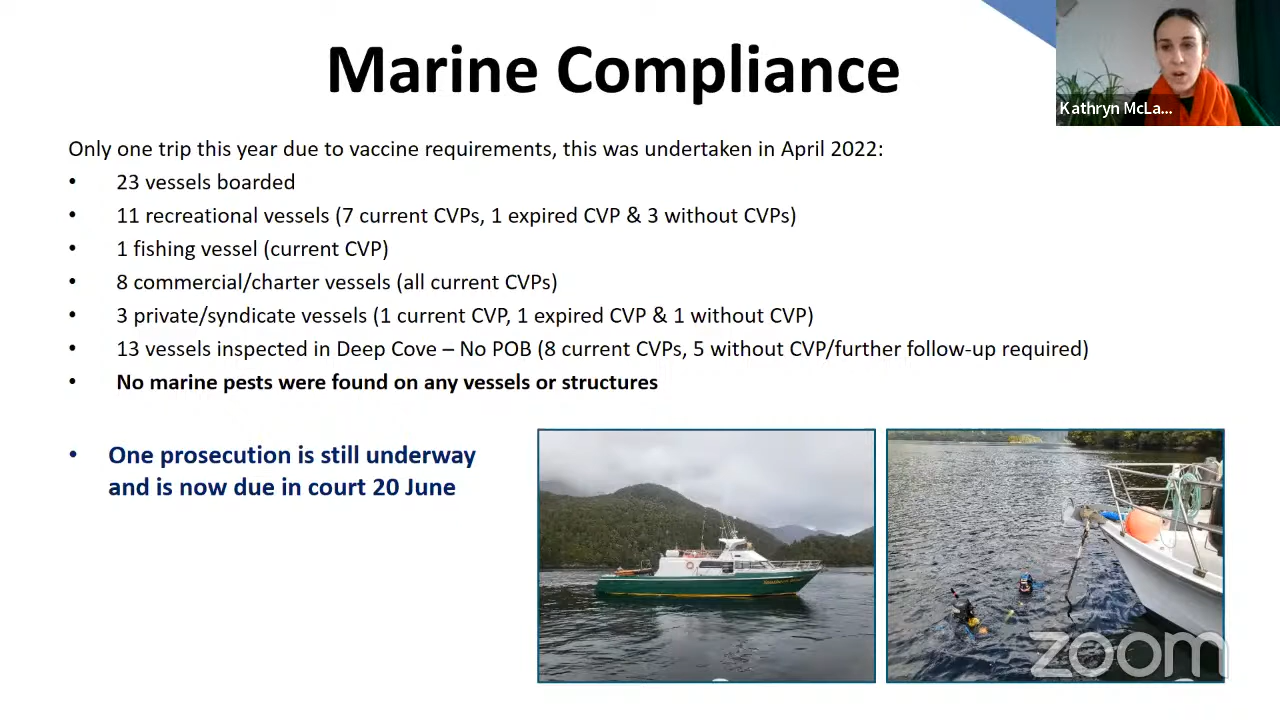 Marine Compliance
Kathryn McLa...
Only one trip this year due to vaccine requirements, this was undertaken in April 2022:
• 23 vessels boarded
• 11 recreational vessels (7 current CVPs, 1 expired CVP & 3 without CVPs)
• 1 fishing vessel (current CVP)
• 8 commercial/charter vessels (all current CVPs)
• 3 private/syndicate vessels (1 current CVP, 1 expired CVP & 1 without CVP)
• 13 vessels inspected in Deep Cove – No POB (8 current CVPs, 5 without CVP/further follow-up required)
• No marine pests were found on any vessels or structures
• One prosecution is still underway
and is now due in court 20 June
zoom